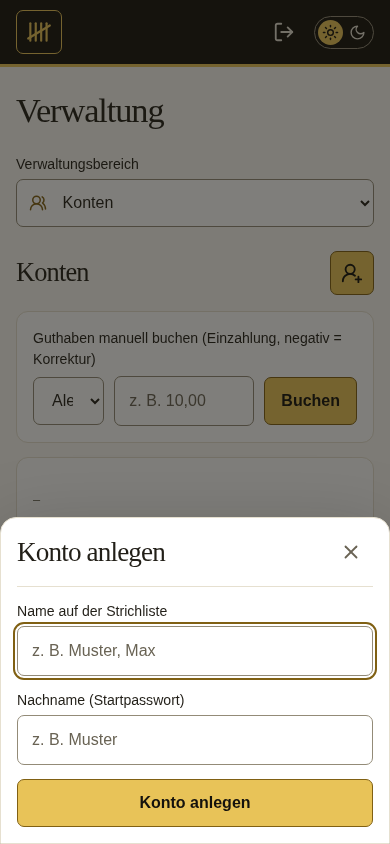 Verwaltung
Verwaltungsbereich
Konten
Konten
Guthaben manuell buchen (Einzahlung, negativ =
Korrektur)
Ale z. B. 10,00 Buchen
–
Konto anlegen
Name auf der Strichliste
z. B. Muster, Max
Nachname (Startpasswort)
z. B. Muster
Konto anlegen